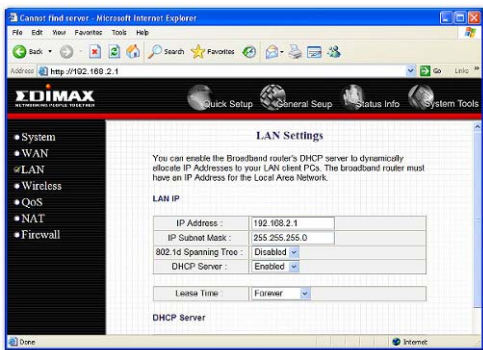 Cannot find server - Microsoft Internet Explorer
File Edit View Favorites Tools Help
Back Search Favorites
Address http://192.168.2.1 Go Links »
EDIMAX
NETWORKING PEOPLE TOGETHER
Quick Setup General Seup Status Info System Tools
System
WAN
LAN
Wireless
QoS
NAT
Firewall
LAN Settings
You can enable the Broadband router's DHCP server to dynamically
allocate IP Addresses to your LAN client PCs. The broadband router must
have an IP Address for the Local Area Network.
LAN IP
IP Address : 192.168.2.1
IP Subnet Mask : 255.255.255.0
802.1d Spanning Tree : Disabled
DHCP Server : Enabled
Lease Time : Forever
DHCP Server
Done Internet